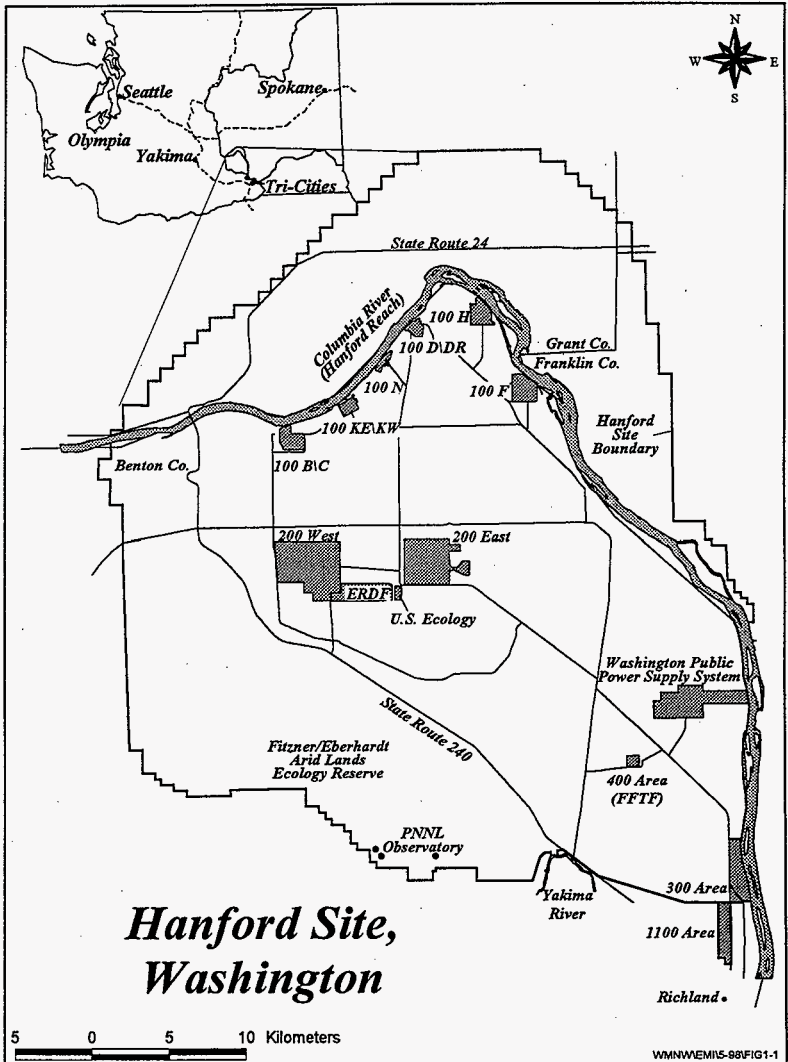 N
W E
S
Seattle
Spokane
Olympia
Yakima
Tri-Cities
State Route 24
Columbia River
(Hanford Reach)
100 H
100 D\DR
Grant Co.
Franklin Co.
100 N
100 F
100 KE\KW
Hanford
Site
Boundary
Benton Co.
100 B\C
200 West
200 East
ERDF
U.S. Ecology
Washington Public
Power Supply System
State Route 240
Fitzner/Eberhardt
Arid Lands
Ecology Reserve
400 Area
(FFTF)
PNNL
Observatory
300 Area
Yakima
River
1100 Area
Hanford Site,
Washington
Richland
5 0 5 10 Kilometers
WMNW\EMI\5-98\FIG1-1